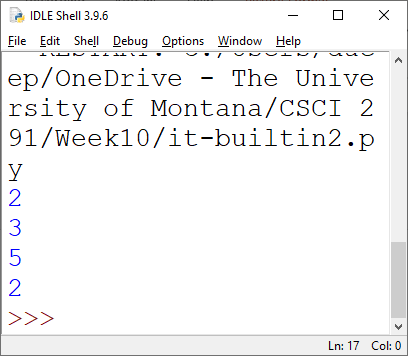 IDLE Shell 3.9.6
File Edit Shell Debug Options Window Help
ep/OneDrive - The Unive
rsity of Montana/CSCI 2
91/Week10/it-builtin2.p
y
2
3
5
2
>>>
Ln: 17 Col: 0